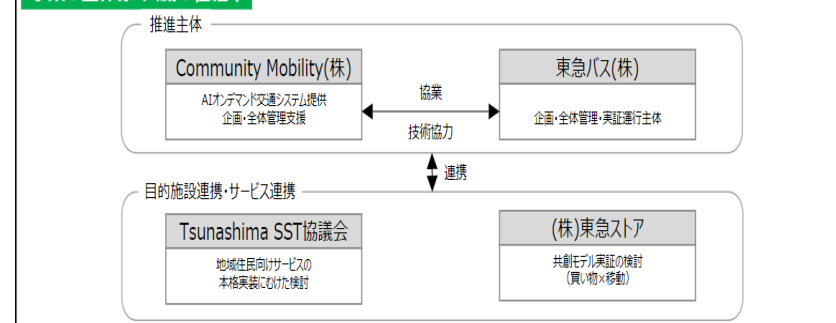 推進主体
Community Mobility(株)
AIオンデマンド交通システム提供
企画・全体管理支援
協業
技術協力
東急バス(株)
企画・全体管理・実証運行主体
連携
目的施設連携・サービス連携
Tsunashima SST協議会
地域住民向けサービスの
本格実装にむけた検討
(株)東急ストア
共創モデル実証の検討
（買い物×移動）